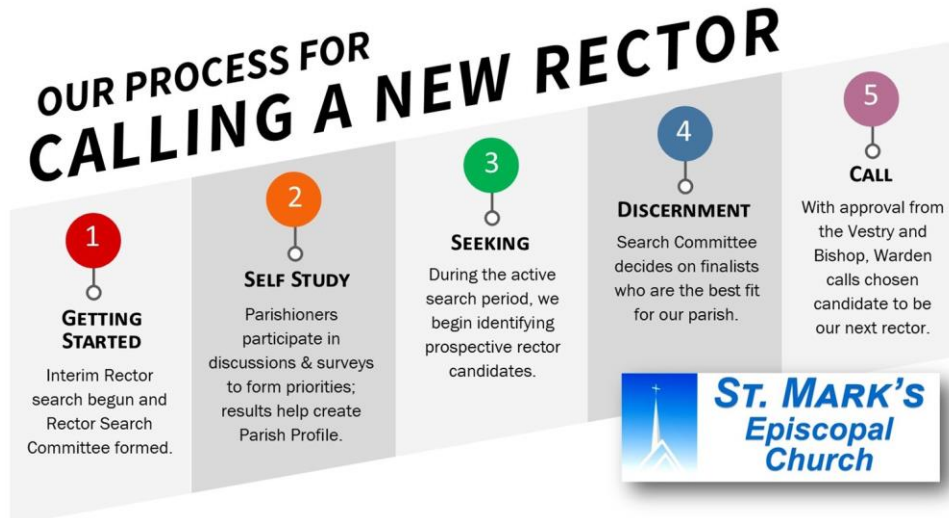 OUR PROCESS FOR
CALLING A NEW RECTOR
1
GETTING
STARTED
Interim Rector
search begun and
Rector Search
Committee formed.
2
SELF STUDY
Parishioners
participate in
discussions & surveys
to form priorities;
results help create
Parish Profile.
3
SEEKING
During the active
search period, we
begin identifying
prospective rector
candidates.
4
DISCERNMENT
Search Committee
decides on finalists
who are the best fit
for our parish.
5
CALL
With approval from
the Vestry and
Bishop, Warden
calls chosen
candidate to be
our next rector.
ST. MARK'S
Episcopal
Church